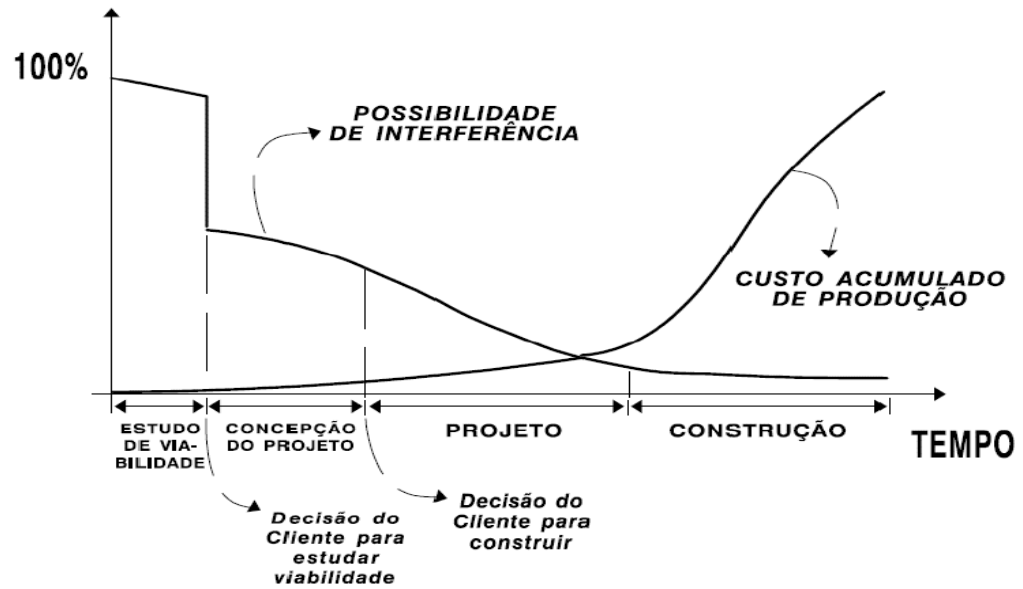 100%
POSSIBILIDADE
DE INTERFERÊNCIA
CUSTO ACUMULADO
DE PRODUÇÃO
ESTUDO
DE VIA-
BILIDADE
CONCEPÇÃO
DO PROJETO
PROJETO
CONSTRUÇÃO
TEMPO
Decisão do
Cliente para
estudar
viabilidade
Decisão do
Cliente para
construir